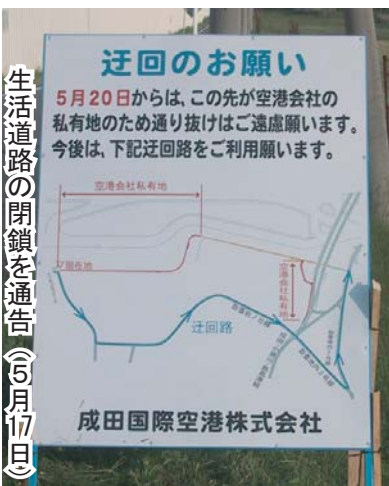 迂回のお願い
5月20日からは、この先が空港会社の
私有地のため通り抜けはご遠慮願います。
今後は、下記迂回路をご利用願います。
空港会社私有地
現在地
空港会社私有地
迂回路
成田国際空港株式会社
生活道路の閉鎖を通告(5月17日)